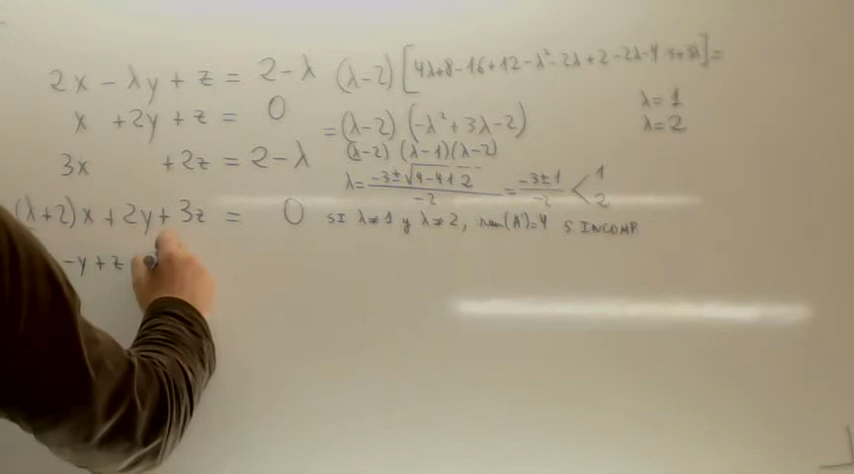 2x - λy + z = 2-λ
x + 2y + z = 0
3x + 2z = 2-λ
(λ+2)x + 2y + 3z = 0
-y + z
(λ-2) [4λ+8-16+12-λ²-2λ+2-2λ-4
= (λ-2) (-λ²+3λ-2)
(λ-2) (λ-1)(λ-2)
λ = -3±√9-4·1·2 / -2 = -3±1 / -2 < 1 2
SI λ≠1 y λ≠2, ran(A')=4 S. INCOMP.
λ=1
λ=2